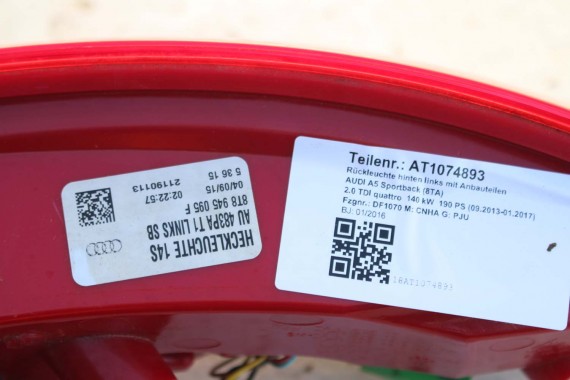 HECKLEUCHTE 14S
AU 483PA T1 LINKS SB
8T8 945 095 F
04/09/15 5 36 15
02:22:57 21190113
Teilenr.: AT1074893
Rückleuchte hinten links mit Anbauteilen
AUDI A5 Sportback (8TA)
2.0 TDI quattro 140 kW 190 PS (09.2013-01.2017)
Fzgnr.: DF1070 M: CNHA G: PJU
BJ: 01/2016
18AT1074893